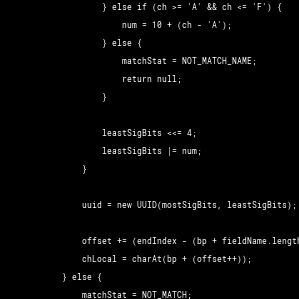 } else if (ch >= 'A' && ch <= 'F') {
num = 10 + (ch - 'A');
} else {
matchStat = NOT_MATCH_NAME;
return null;
}
leastSigBits <<= 4;
leastSigBits |= num;
}
uuid = new UUID(mostSigBits, leastSigBits);
offset += (endIndex - (bp + fieldName.length
chLocal = charAt(bp + (offset++));
} else {
matchStat = NOT_MATCH;